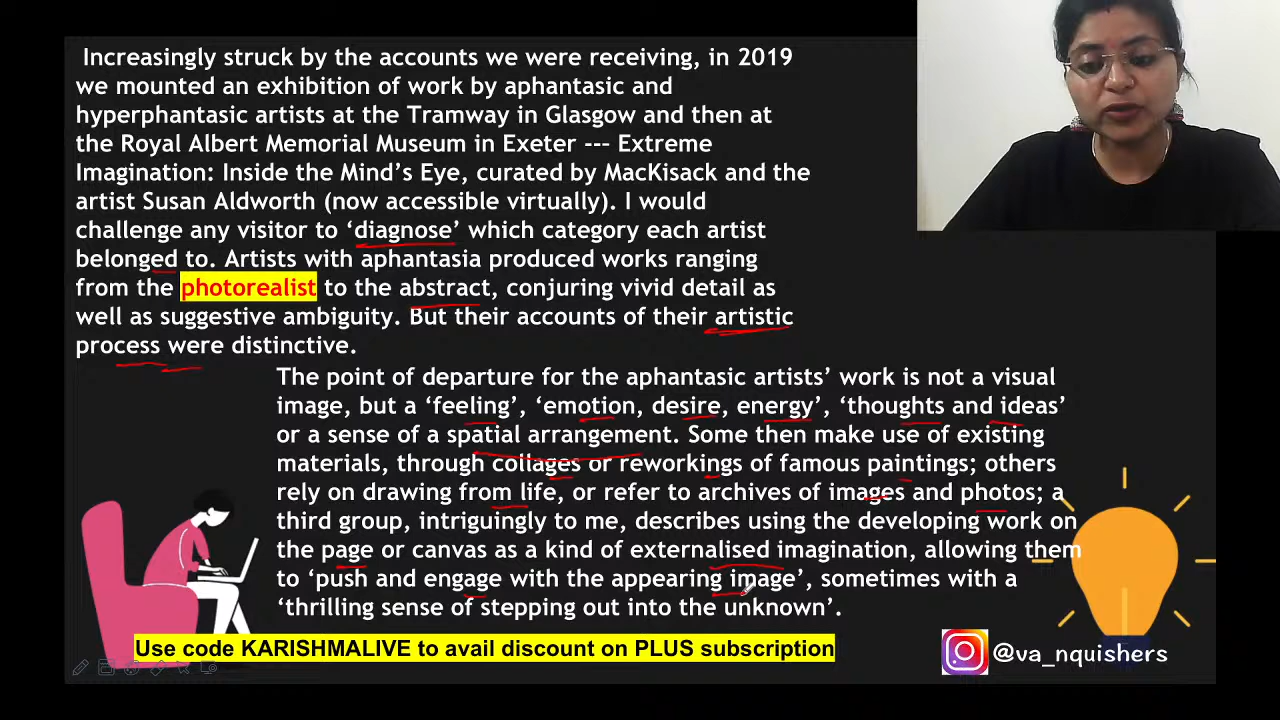 Increasingly struck by the accounts we were receiving, in 2019
we mounted an exhibition of work by aphantasic and
hyperphantasic artists at the Tramway in Glasgow and then at
the Royal Albert Memorial Museum in Exeter --- Extreme
Imagination: Inside the Mind's Eye, curated by MacKisack and the
artist Susan Aldworth (now accessible virtually). I would
challenge any visitor to ‘diagnose’ which category each artist
belonged to. Artists with aphantasia produced works ranging
from the photorealist to the abstract, conjuring vivid detail as
well as suggestive ambiguity. But their accounts of their artistic
process were distinctive.
The point of departure for the aphantasic artists’ work is not a visual
image, but a ‘feeling’, ‘emotion, desire, energy’, ‘thoughts and ideas’
or a sense of a spatial arrangement. Some then make use of existing
materials, through collages or reworkings of famous paintings; others
rely on drawing from life, or refer to archives of images and photos; a
third group, intriguingly to me, describes using the developing work on
the page or canvas as a kind of externalised imagination, allowing them
to ‘push and engage with the appearing image’, sometimes with a
‘thrilling sense of stepping out into the unknown’.
Use code KARISHMALIVE to avail discount on PLUS subscription
@va_nquishers